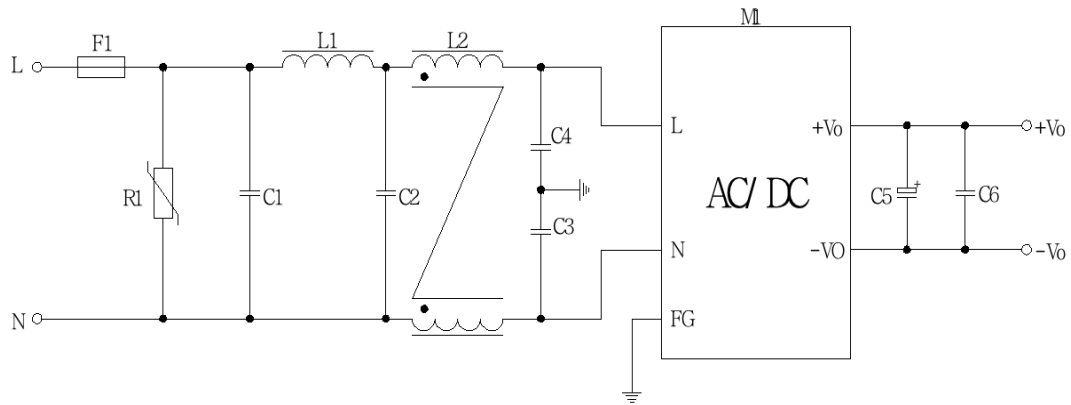 M1
F1
L1
L2
L
L
+Vo
+Vo
C4
R1
C1
C2
AC/DC
C5
+
C6
C3
N
-VO
-Vo
N
FG